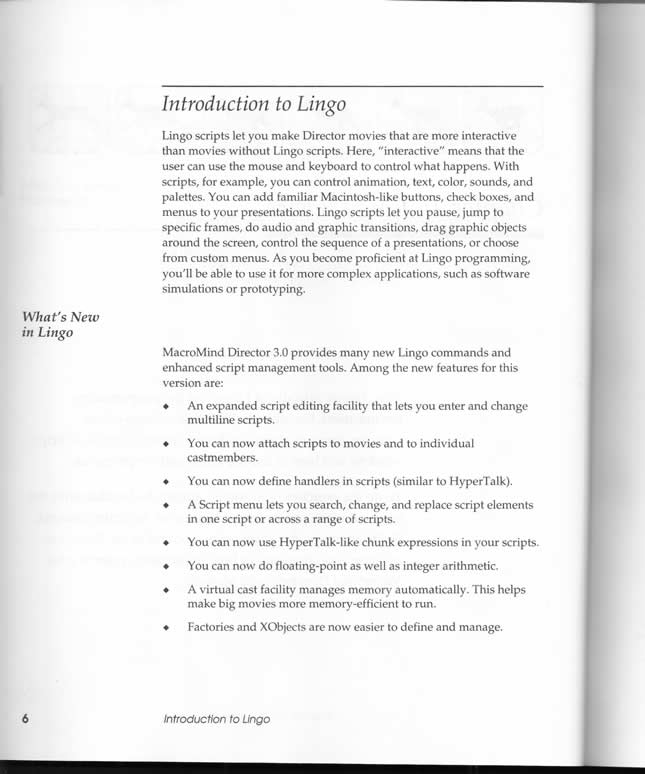 Introduction to Lingo
Lingo scripts let you make Director movies that are more interactive
than movies without Lingo scripts. Here, "interactive" means that the
user can use the mouse and keyboard to control what happens. With
scripts, for example, you can control animation, text, color, sounds, and
palettes. You can add familiar Macintosh-like buttons, check boxes, and
menus to your presentations. Lingo scripts let you pause, jump to
specific frames, do audio and graphic transitions, drag graphic objects
around the screen, control the sequence of a presentations, or choose
from custom menus. As you become proficient at Lingo programming,
you'll be able to use it for more complex applications, such as software
simulations or prototyping.
What's New
in Lingo
MacroMind Director 3.0 provides many new Lingo commands and
enhanced script management tools. Among the new features for this
version are:
◆ An expanded script editing facility that lets you enter and change
multiline scripts.
◆ You can now attach scripts to movies and to individual
castmembers.
◆ You can now define handlers in scripts (similar to HyperTalk).
◆ A Script menu lets you search, change, and replace script elements
in one script or across a range of scripts.
◆ You can now use HyperTalk-like chunk expressions in your scripts.
◆ You can now do floating-point as well as integer arithmetic.
◆ A virtual cast facility manages memory automatically. This helps
make big movies more memory-efficient to run.
◆ Factories and XObjects are now easier to define and manage.
6 Introduction to Lingo